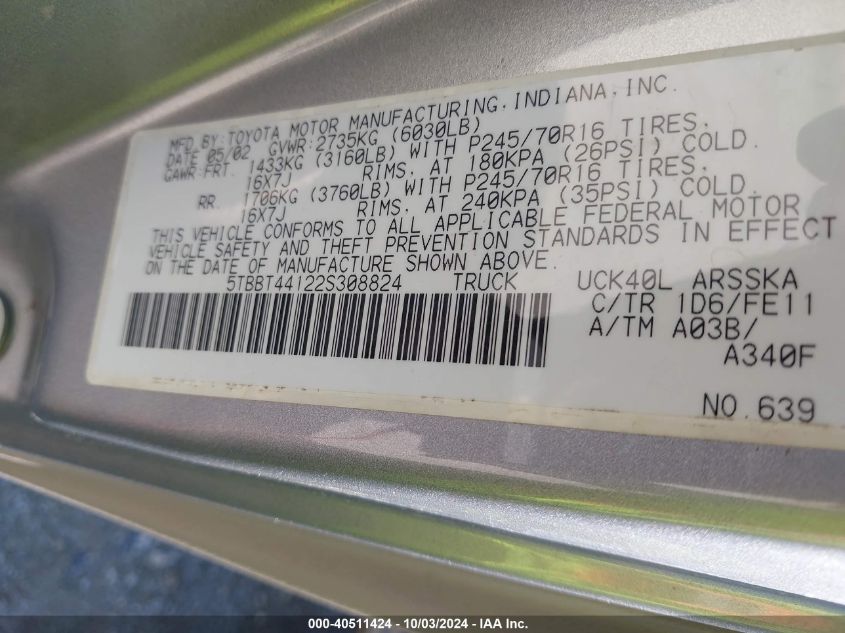 MFD. BY: TOYOTA MOTOR MANUFACTURING, INDIANA, INC.
DATE 05/02 GVWR: 2735KG (6030LB)
GAWR: FRT. 1433KG (3160LB) WITH P245/70R16 TIRES.
16X7J RIMS, AT 180KPA (26PSI) COLD.
RR. 1706KG (3760LB) WITH P245/70R16 TIRES.
16X7J RIMS, AT 240KPA (35PSI) COLD.
THIS VEHICLE CONFORMS TO ALL APPLICABLE FEDERAL MOTOR
VEHICLE SAFETY AND THEFT PREVENTION STANDARDS IN EFFECT
ON THE DATE OF MANUFACTURE SHOWN ABOVE.
5TBBT44122S308824 TRUCK UCK40L ARSSKA
C/TR 1D6/FE11
A/TM A03B/
A340F
NO.639
000-40511424 - 10/03/2024 - IAA Inc.